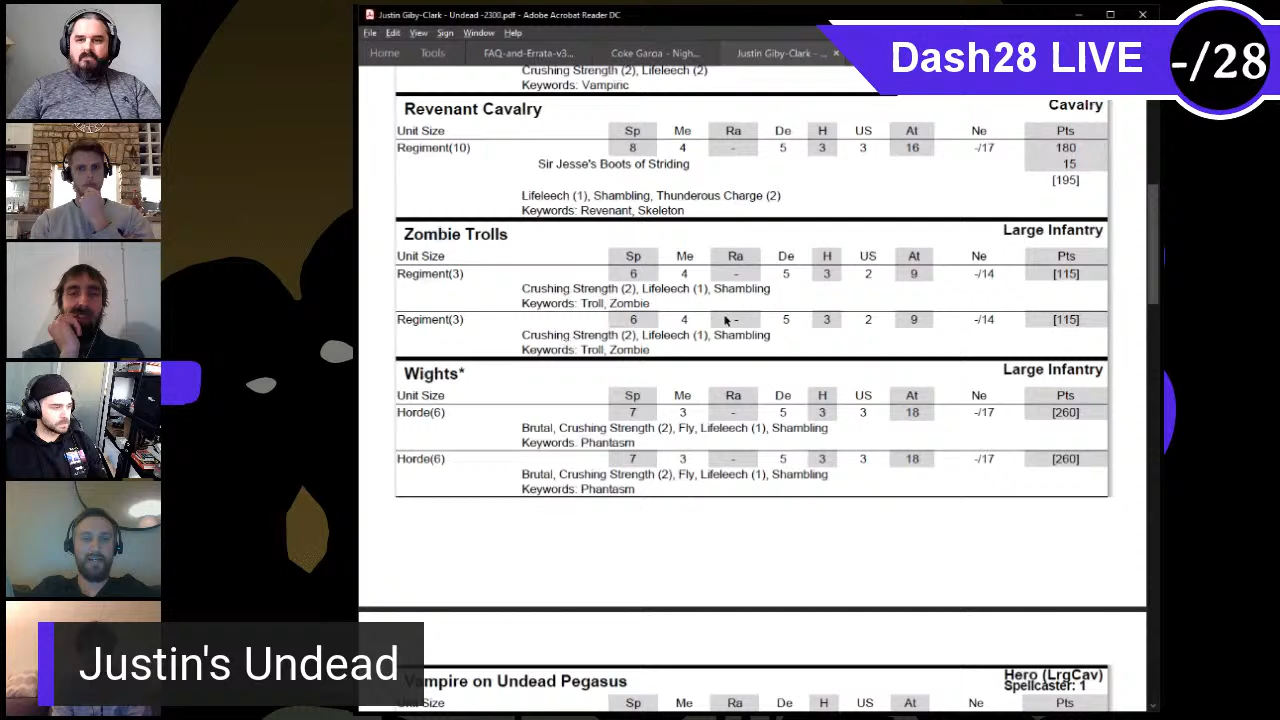 Justin Giby-Clark - Undead -2300.pdf - Adobe Acrobat Reader DC
File Edit View Sign Window Help
Home Tools FAQ-and-Errata-v3... Coke Garoa - Nigh... Justin Giby-Clark - ... ×
Dash28 LIVE -/28
Crushing Strength (2), Lifeleech (2)
Keywords: Vampiric
Revenant Cavalry Cavalry
Unit Size Sp Me Ra De H US At Ne Pts
Regiment(10) 8 4 - 5 3 3 16 -/17 180
Sir Jesse's Boots of Striding 15
[195]
Lifeleech (1), Shambling, Thunderous Charge (2)
Keywords: Revenant, Skeleton
Zombie Trolls Large Infantry
Unit Size Sp Me Ra De H US At Ne Pts
Regiment(3) 6 4 - 5 3 2 9 -/14 [115]
Crushing Strength (2), Lifeleech (1), Shambling
Keywords: Troll, Zombie
Regiment(3) 6 4 - 5 3 2 9 -/14 [115]
Crushing Strength (2), Lifeleech (1), Shambling
Keywords: Troll, Zombie
Wights* Large Infantry
Unit Size Sp Me Ra De H US At Ne Pts
Horde(6) 7 3 - 5 3 3 18 -/17 [260]
Brutal, Crushing Strength (2), Fly, Lifeleech (1), Shambling
Keywords: Phantasm
Horde(6) 7 3 - 5 3 3 18 -/17 [260]
Brutal, Crushing Strength (2), Fly, Lifeleech (1), Shambling
Keywords: Phantasm
Justin's Undead
Vampire on Undead Pegasus Hero (LrgCav)
Spellcaster: 1
Sp Me Ra De H US At Ne Pts